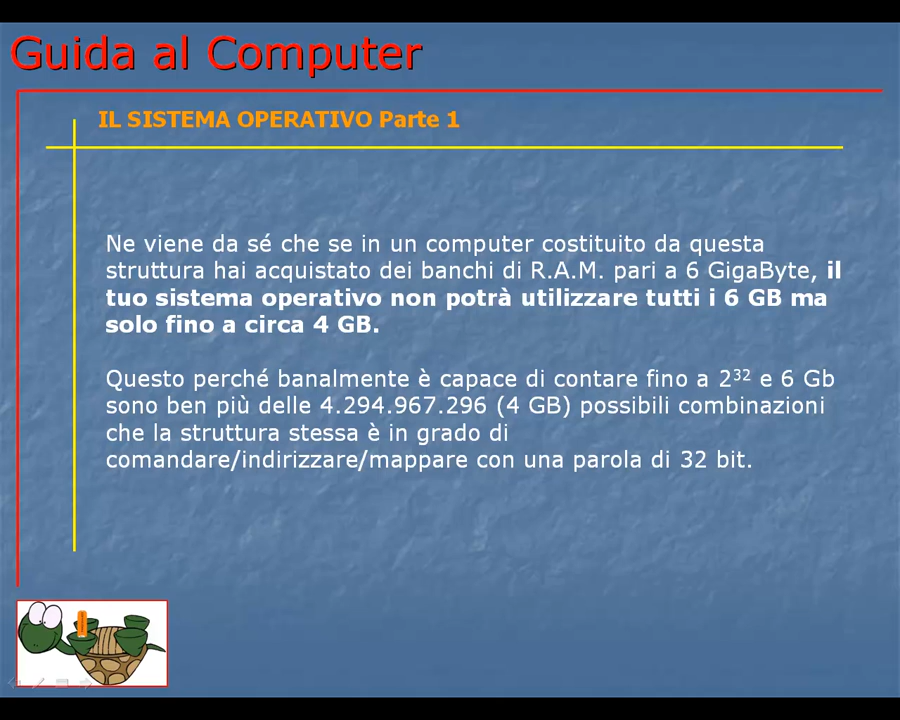 Guida al Computer
IL SISTEMA OPERATIVO Parte 1
Ne viene da sé che se in un computer costituito da questa
struttura hai acquistato dei banchi di R.A.M. pari a 6 GigaByte, il
tuo sistema operativo non potrà utilizzare tutti i 6 GB ma
solo fino a circa 4 GB.
Questo perché banalmente è capace di contare fino a 2³² e 6 Gb
sono ben più delle 4.294.967.296 (4 GB) possibili combinazioni
che la struttura stessa è in grado di
comandare/indirizzare/mappare con una parola di 32 bit.